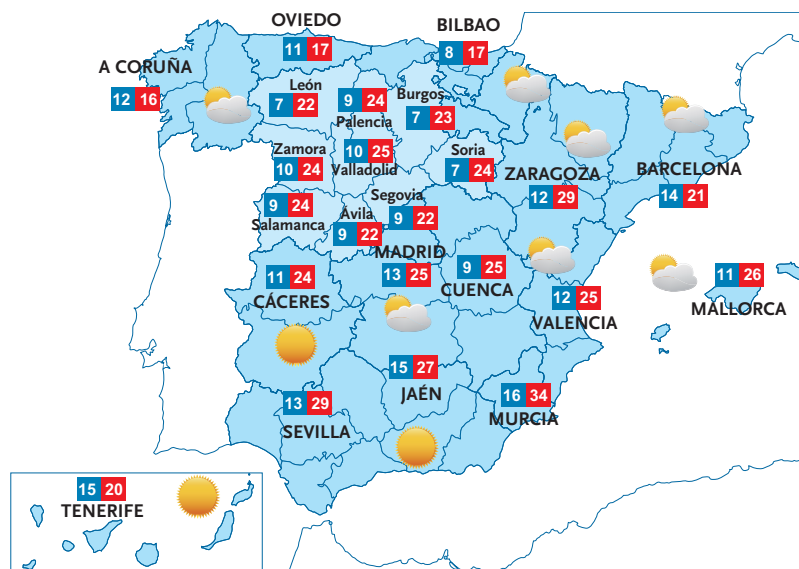 OVIEDO
11 17
BILBAO
8 17
A CORUÑA
12 16
León
7 22
9 24
Palencia
Burgos
7 23
Zamora
10 24
10 25
Valladolid
Soria
7 24
ZARAGOZA
12 29
BARCELONA
14 21
9 24
Salamanca
Segovia
9 22
Ávila
9 22
MADRID
13 25
9 25
CUENCA
11 24
CÁCERES
12 25
VALENCIA
11 26
MALLORCA
15 27
JAÉN
13 29
SEVILLA
16 34
MURCIA
15 20
TENERIFE